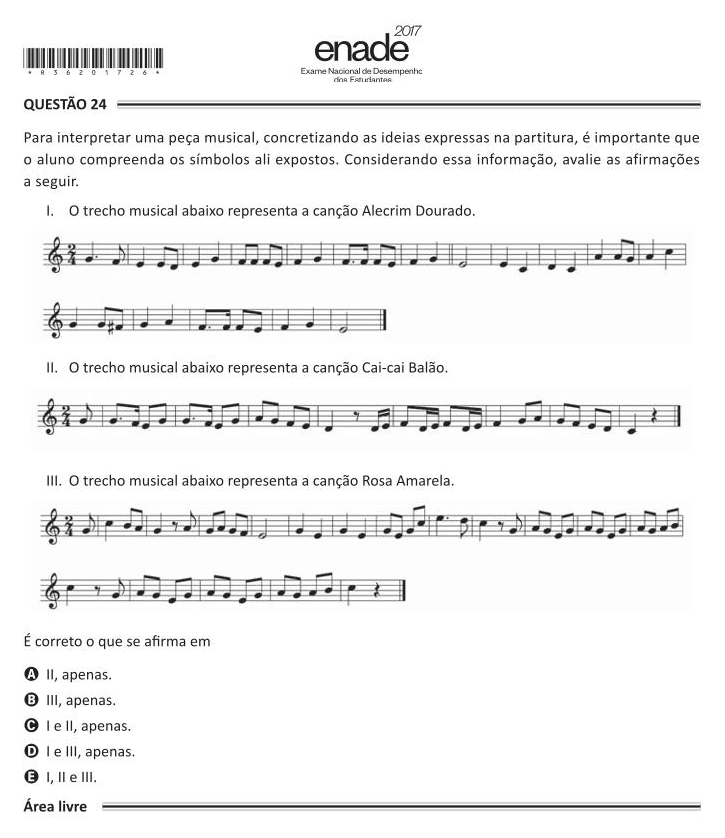 2017
enade
Exame Nacional de Desempenho
dos Estudantes
* R 3 6 2 0 1 7 2 6 *
QUESTÃO 24
Para interpretar uma peça musical, concretizando as ideias expressas na partitura, é importante que
o aluno compreenda os símbolos ali expostos. Considerando essa informação, avalie as afirmações
a seguir.
I. O trecho musical abaixo representa a canção Alecrim Dourado.
2
4
II. O trecho musical abaixo representa a canção Cai-cai Balão.
2
4
III. O trecho musical abaixo representa a canção Rosa Amarela.
2
4
É correto o que se afirma em
A II, apenas.
B III, apenas.
C I e II, apenas.
D I e III, apenas.
E I, II e III.
Área livre